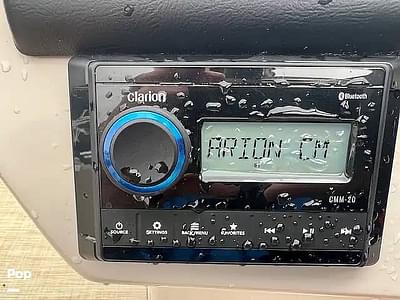 clarion
Bluetooth
ARION CM
CMM-20
SOURCE SETTINGS BACK/MENU FAVORITES
Pop